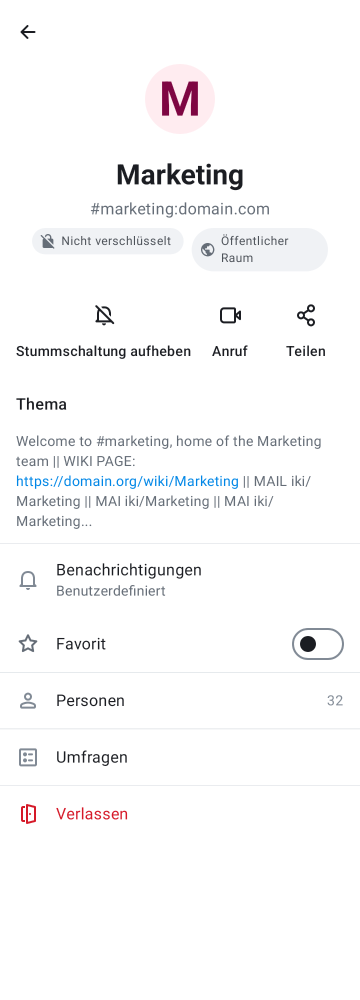 M
Marketing
#marketing:domain.com
Nicht verschlüsselt
Öffentlicher
Raum
Stummschaltung aufheben
Anruf
Teilen
Thema
Welcome to #marketing, home of the Marketing
team || WIKI PAGE:
https://domain.org/wiki/Marketing || MAIL iki/
Marketing || MAI iki/Marketing || MAI iki/
Marketing...
Benachrichtigungen
Benutzerdefiniert
Favorit
Personen 32
Umfragen
Verlassen